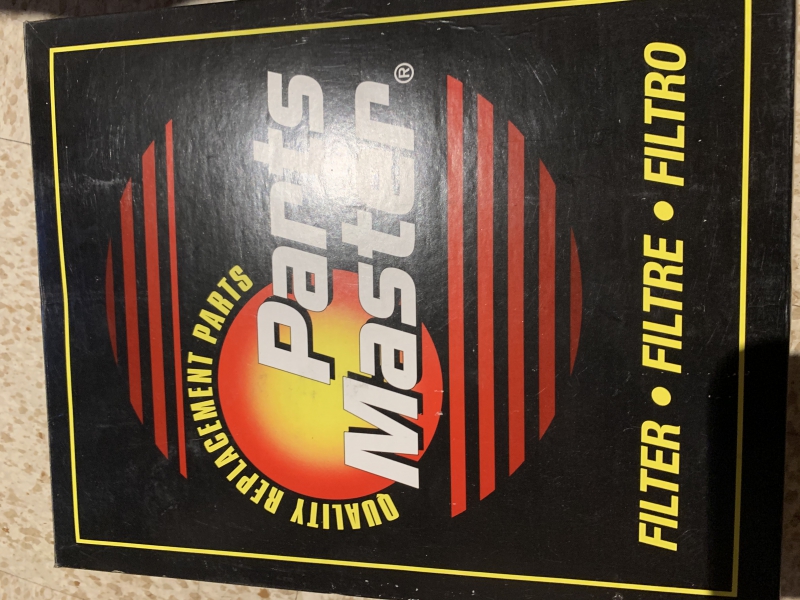 QUALITY REPLACEMENT PARTS
Parts
Master®
FILTER • FILTRE • FILTRO